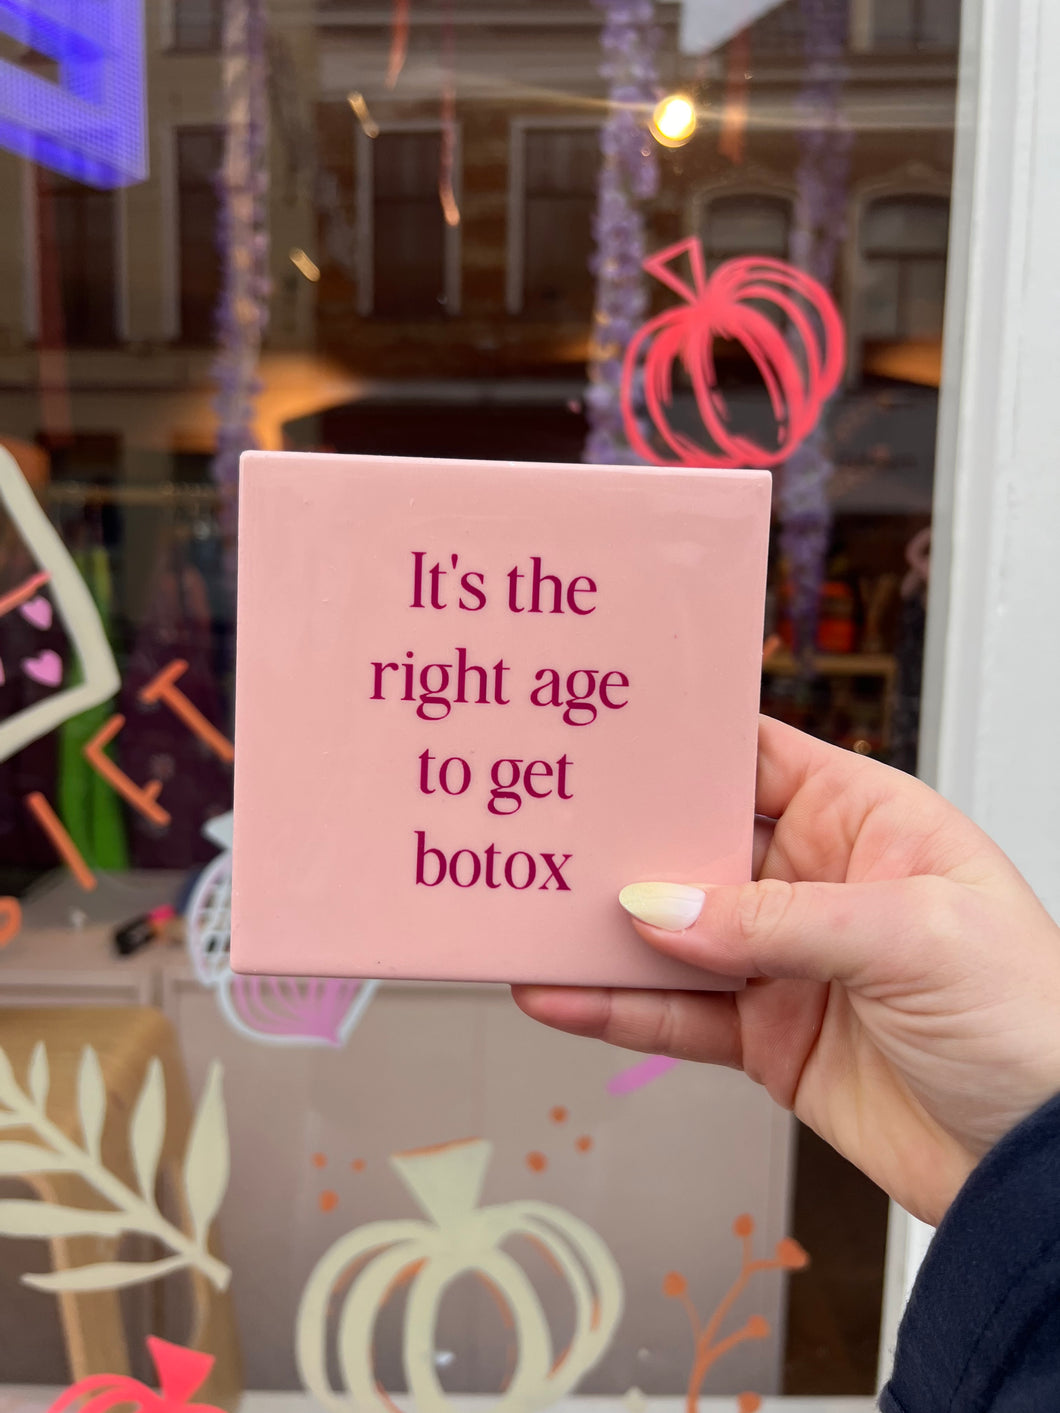 It's the
right age
to get
botox